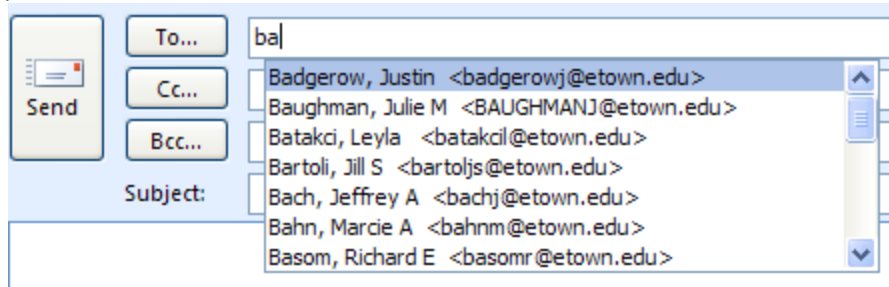 To... ba
Badgerow, Justin <badgerowj@etown.edu>
Cc...
Send
Baughman, Julie M <BAUGHMANJ@etown.edu>
Batakci, Leyla <batakcil@etown.edu>
Bcc...
Bartoli, Jill S <bartoljs@etown.edu>
Subject:
Bach, Jeffrey A <bachj@etown.edu>
Bahn, Marcie A <bahnm@etown.edu>
Basom, Richard E <basomr@etown.edu>